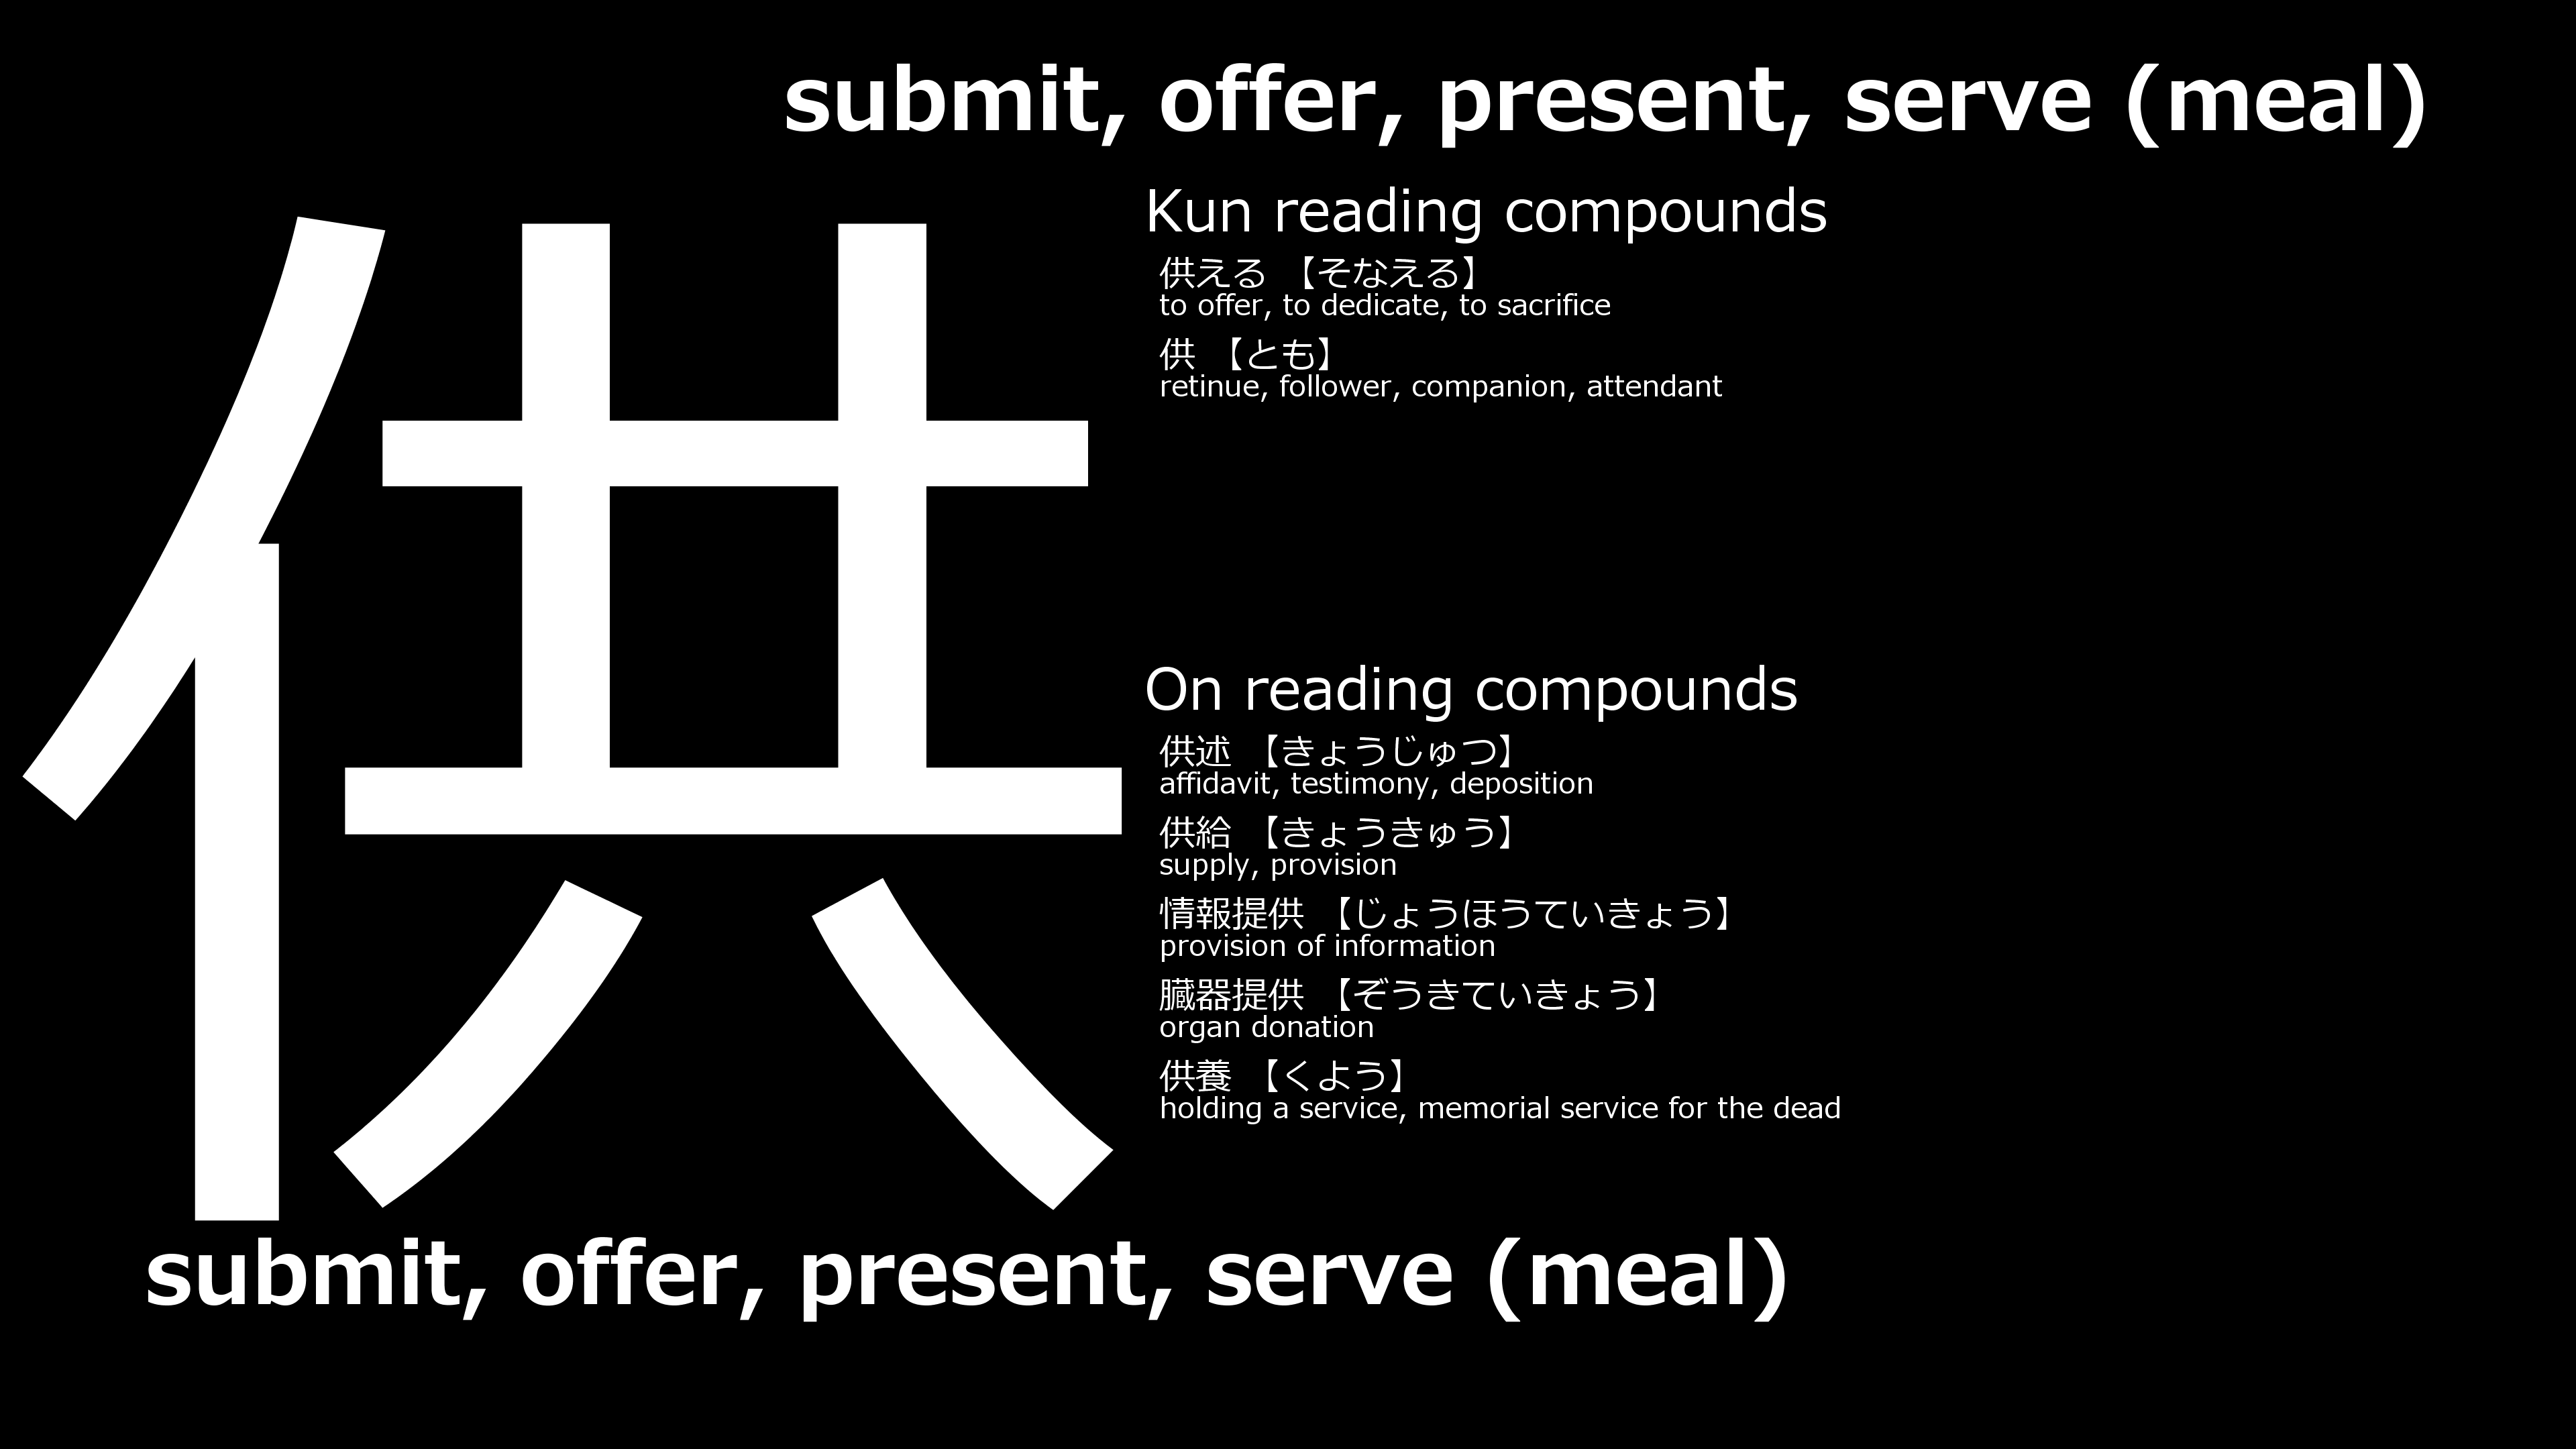 submit, offer, present, serve (meal)
供
Kun reading compounds
供える 【そなえる】
to offer, to dedicate, to sacrifice
供 【とも】
retinue, follower, companion, attendant
On reading compounds
供述 【きょうじゅつ】
affidavit, testimony, deposition
供給 【きょうきゅう】
supply, provision
情報提供 【じょうほうていきょう】
provision of information
臓器提供 【ぞうきていきょう】
organ donation
供養 【くよう】
holding a service, memorial service for the dead
submit, offer, present, serve (meal)